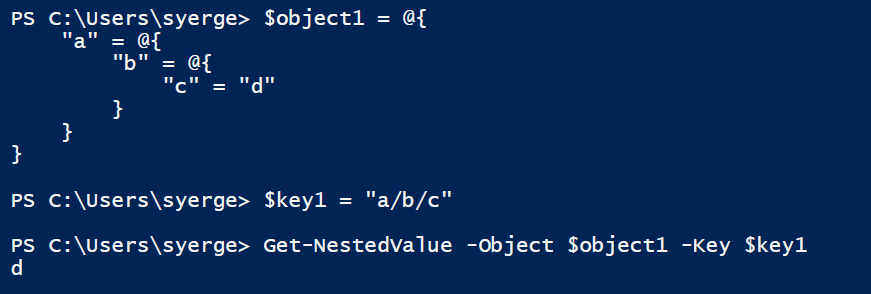 PS C:\Users\syerge> $object1 = @{
    "a" = @{
        "b" = @{
            "c" = "d"
        }
    }
}
PS C:\Users\syerge> $key1 = "a/b/c"
PS C:\Users\syerge> Get-NestedValue -Object $object1 -Key $key1
d